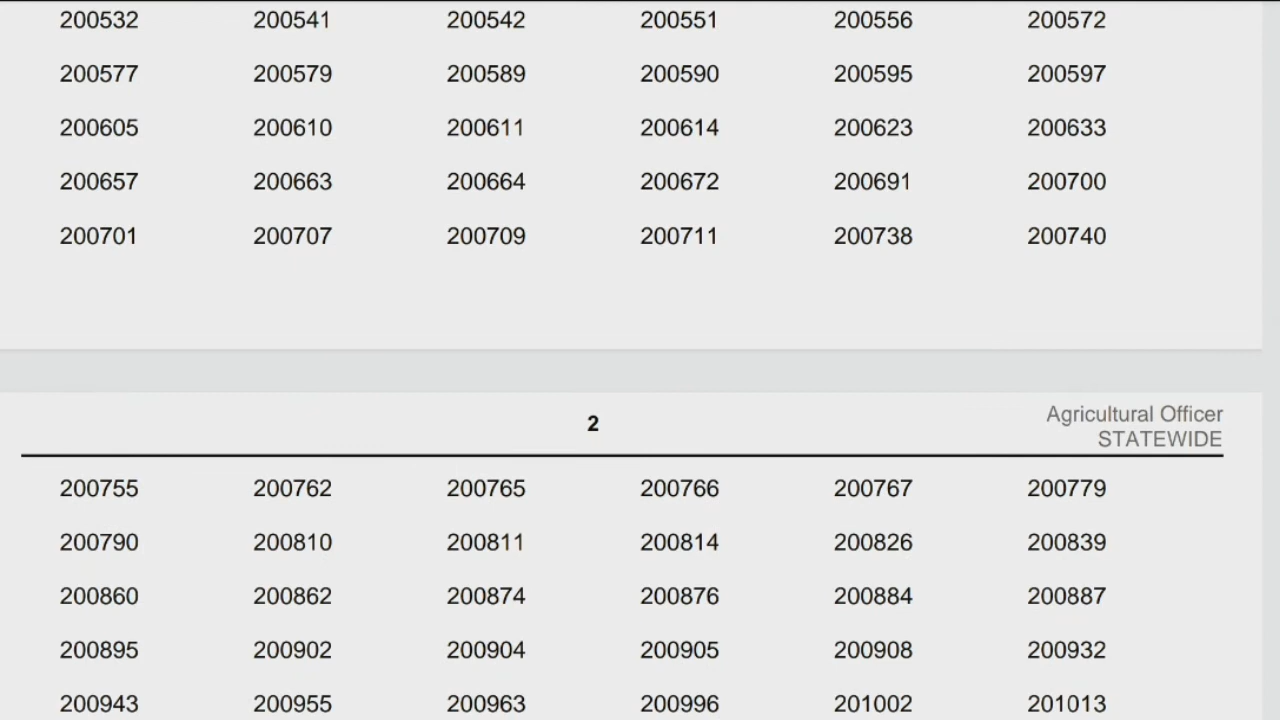 200532 200541 200542 200551 200556 200572
200577 200579 200589 200590 200595 200597
200605 200610 200611 200614 200623 200633
200657 200663 200664 200672 200691 200700
200701 200707 200709 200711 200738 200740
2
Agricultural Officer
STATEWIDE
200755 200762 200765 200766 200767 200779
200790 200810 200811 200814 200826 200839
200860 200862 200874 200876 200884 200887
200895 200902 200904 200905 200908 200932
200943 200955 200963 200996 201002 201013